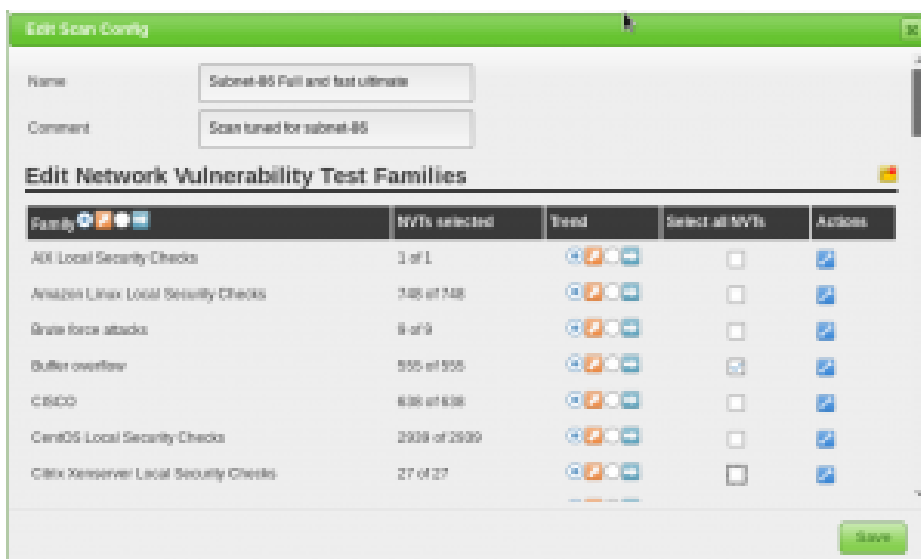 Edit Scan Config
Name Subnet-86 Full and fast ultimate
Comment Scan tuned for subnet-86
Edit Network Vulnerability Test Families
Family NVTs selected Trend Select all NVTs Actions
AIX Local Security Checks 1 of 1
Amazon Linux Local Security Checks 748 of 748
Brute force attacks 9 of 9
Buffer overflow 555 of 555
CISCO 638 of 638
CentOS Local Security Checks 2939 of 2939
Citrix Xenserver Local Security Checks 27 of 27
Save